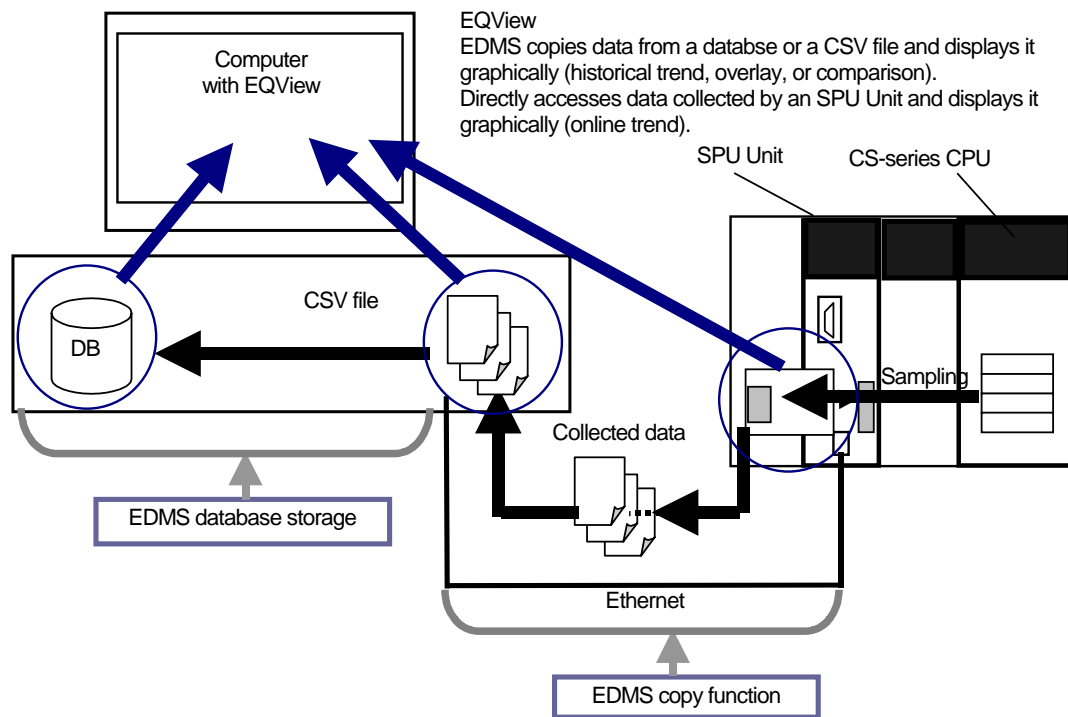 EQView
EDMS copies data from a databse or a CSV file and displays it
graphically (historical trend, overlay, or comparison).
Directly accesses data collected by an SPU Unit and displays it
graphically (online trend).
Computer
with EQView
SPU Unit
CS-series CPU
CSV file
DB
Sampling
Collected data
EDMS database storage
Ethernet
EDMS copy function